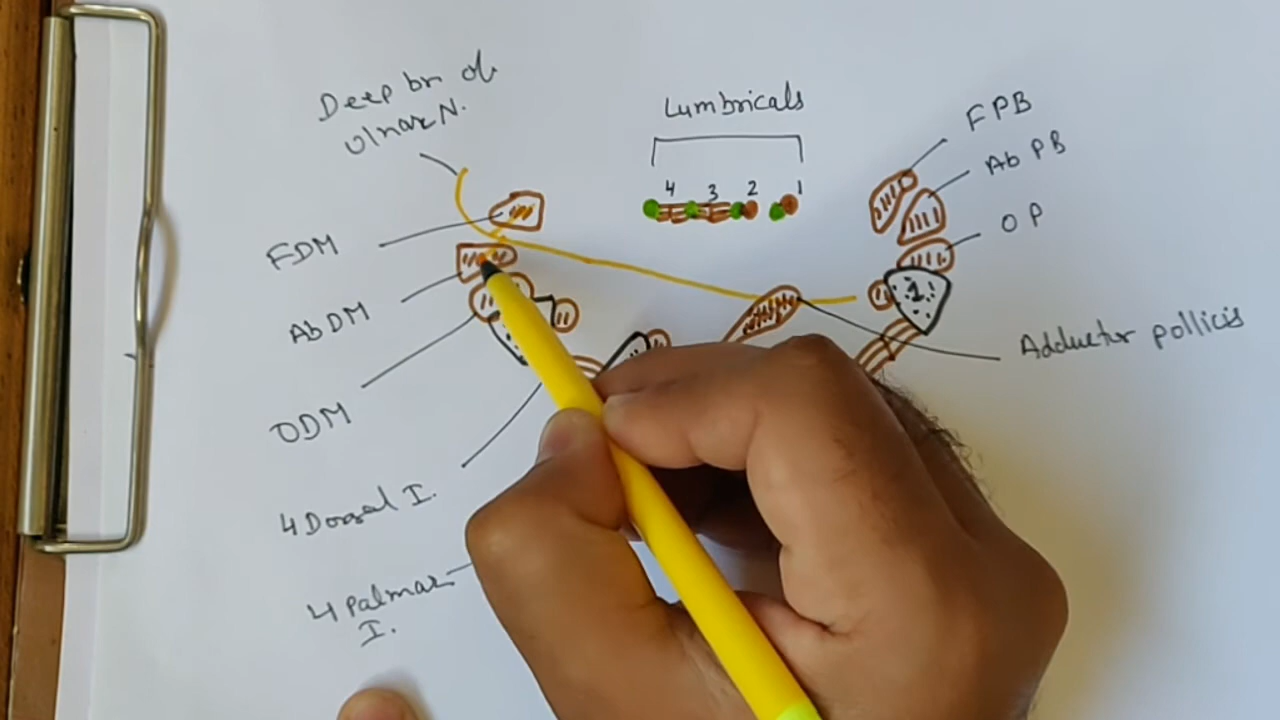 Deep br of
Ulnar N.
Lumbricals
4 3 2 1
FPB
Ab PB
OP
1
FDM
AbDM
ODM
Adductor pollicis
4 Dorsal I.
4 Palmar
I.